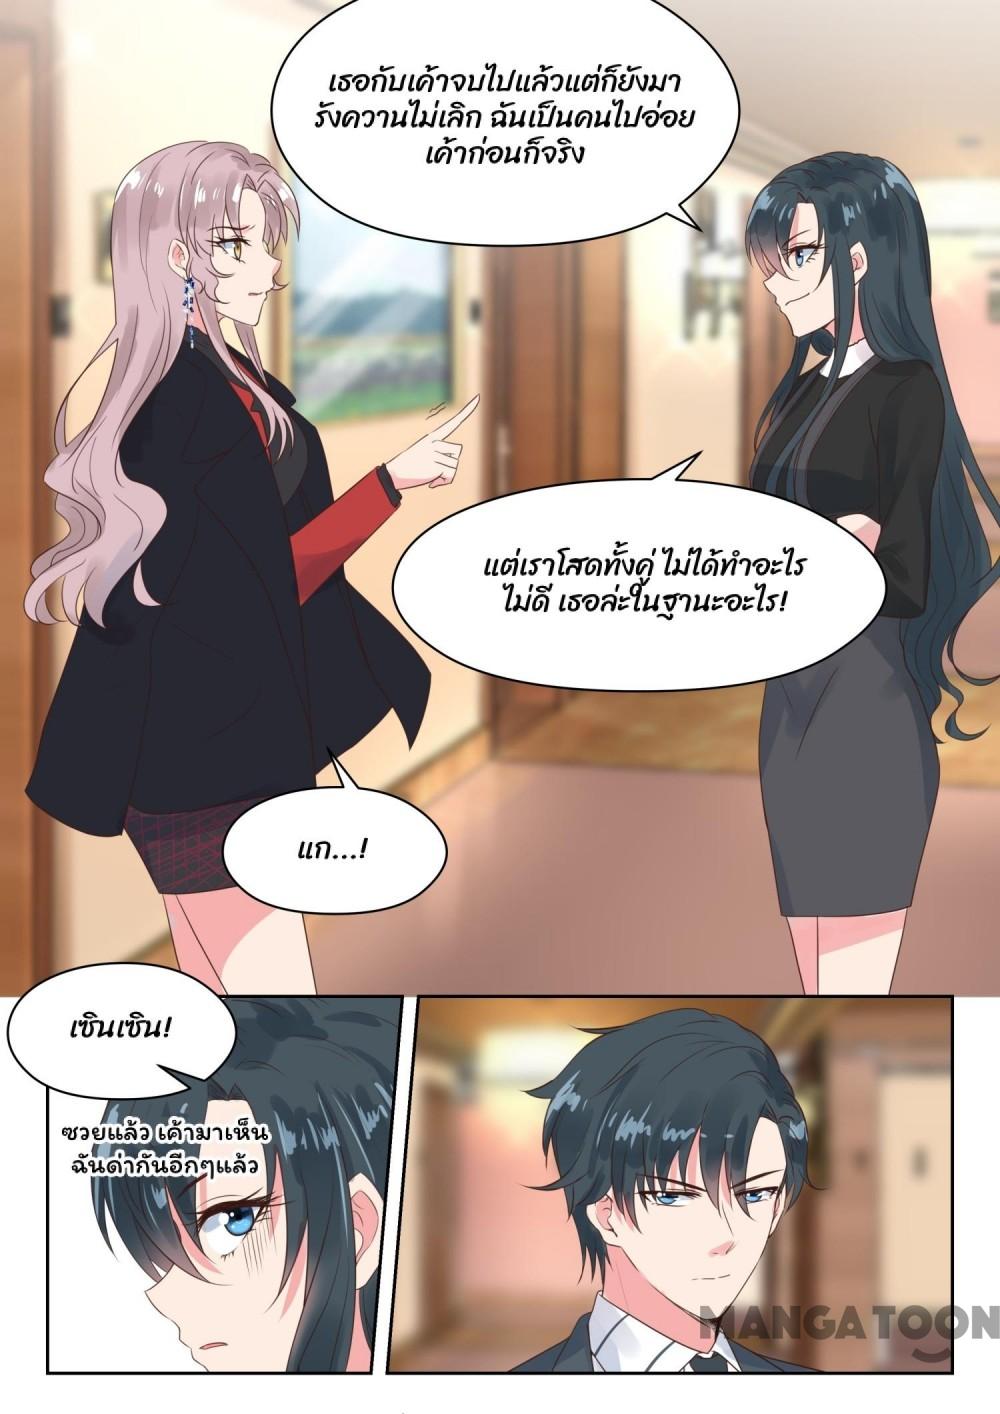 เธอกับเค้าจบไปแล้วแต่ก็ยังมา
รังควานไม่เลิก ฉันเป็นคนไปอ่อย
เค้าก่อนก็จริง
แต่เราโสดทั้งคู่ ไม่ได้ทำอะไร
ไม่ดี เธอล่ะในฐานะอะไร!
แก...!
เซินเซิน!
ซวยแล้ว เค้ามาเห็น
ฉันด่ากันอีกๆแล้ว
MANGATOON